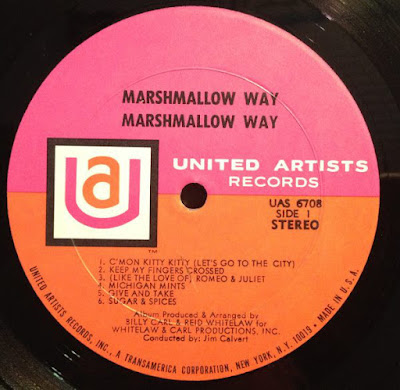 MARSHMALLOW WAY
MARSHMALLOW WAY
ua
UNITED ARTISTS
RECORDS
UAS 6708
SIDE 1
STEREO
TM
1. C'MON KITTY KITTY (LET'S GO TO THE CITY)
2. KEEP MY FINGERS CROSSED
3. (LIKE THE LOVE OF) ROMEO & JULIET
4. MICHIGAN MINTS
5. GIVE AND TAKE
6. SUGAR & SPICES
Album Produced & Arranged by
BILLY CARL & REID WHITELAW for
WHITELAW & CARL PRODUCTIONS, INC.
Conducted by: Jim Calvert
UNITED ARTISTS RECORDS, INC., A TRANSAMERICA CORPORATION, NEW YORK, N.Y. 10019 • MADE IN U.S.A.